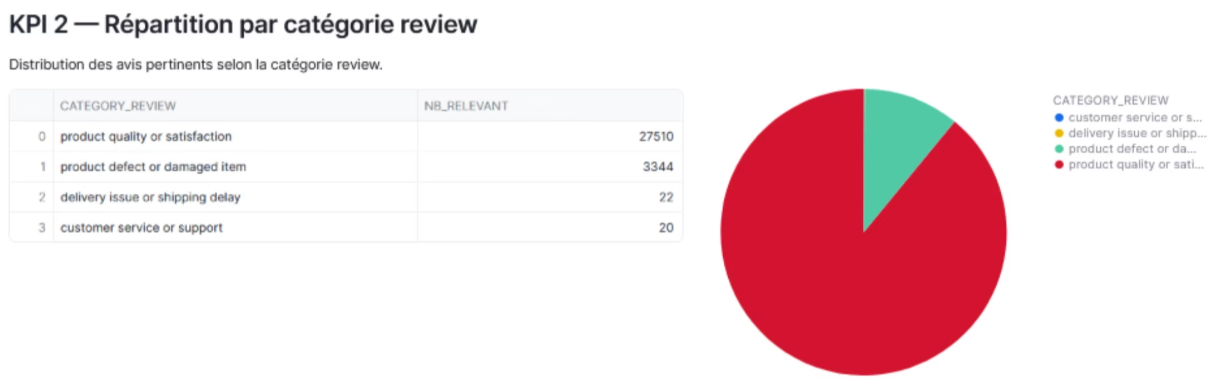 KPI 2 — Répartition par catégorie review
Distribution des avis pertinents selon la catégorie review.
CATEGORY_REVIEW NB_RELEVANT
0 product quality or satisfaction 27510
1 product defect or damaged item 3344
2 delivery issue or shipping delay 22
3 customer service or support 20
CATEGORY_REVIEW
customer service or s...
delivery issue or shipp...
product defect or da...
product quality or sati...